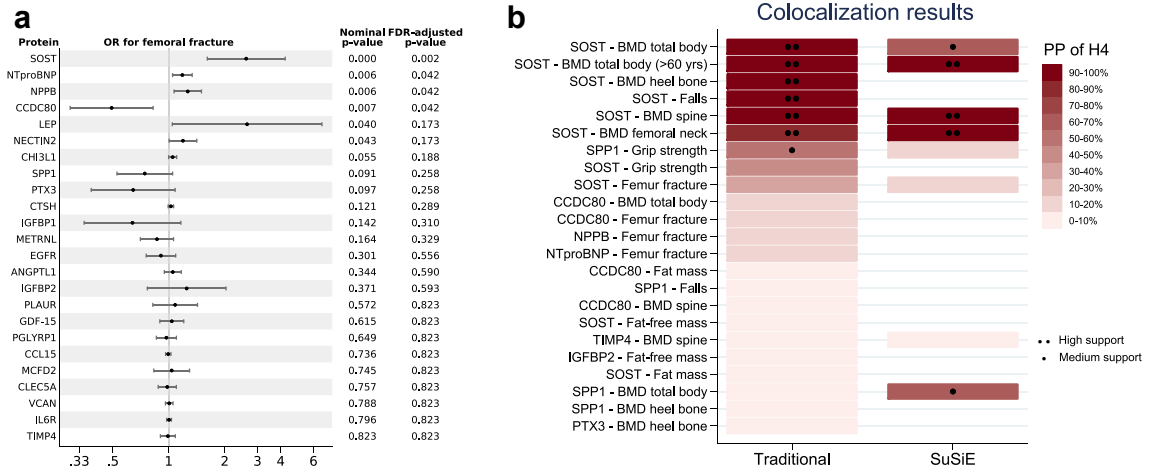 a
Nominal FDR-adjusted
Protein OR for femoral fracture p-value p-value
SOST 0.000 0.002
NTproBNP 0.006 0.042
NPPB 0.006 0.042
CCDC80 0.007 0.042
LEP 0.040 0.173
NECTIN2 0.043 0.173
CHI3L1 0.055 0.188
SPP1 0.091 0.258
PTX3 0.097 0.258
CTSH 0.121 0.289
IGFBP1 0.142 0.310
METRNL 0.164 0.329
EGFR 0.301 0.556
ANGPTL1 0.344 0.590
IGFBP2 0.371 0.593
PLAUR 0.572 0.823
GDF-15 0.615 0.823
PGLYRP1 0.649 0.823
CCL15 0.736 0.823
MCFD2 0.745 0.823
CLEC5A 0.757 0.823
VCAN 0.788 0.823
IL6R 0.796 0.823
TIMP4 0.823 0.823
.33 .5 1 2 3 4 6
b
Colocalization results
SOST - BMD total body
SOST - BMD total body (>60 yrs)
SOST - BMD heel bone
SOST - Falls
SOST - BMD spine
SOST - BMD femoral neck
SPP1 - Grip strength
SOST - Grip strength
SOST - Femur fracture
CCDC80 - BMD total body
CCDC80 - Femur fracture
NPPB - Femur fracture
NTproBNP - Femur fracture
CCDC80 - Fat mass
SPP1 - Falls
CCDC80 - BMD spine
SOST - Fat-free mass
TIMP4 - BMD spine
IGFBP2 - Fat-free mass
SOST - Fat mass
SPP1 - BMD total body
SPP1 - BMD heel bone
PTX3 - BMD heel bone
Traditional SuSiE
PP of H4
90-100%
80-90%
70-80%
60-70%
50-60%
40-50%
30-40%
20-30%
10-20%
0-10%
High support
Medium support